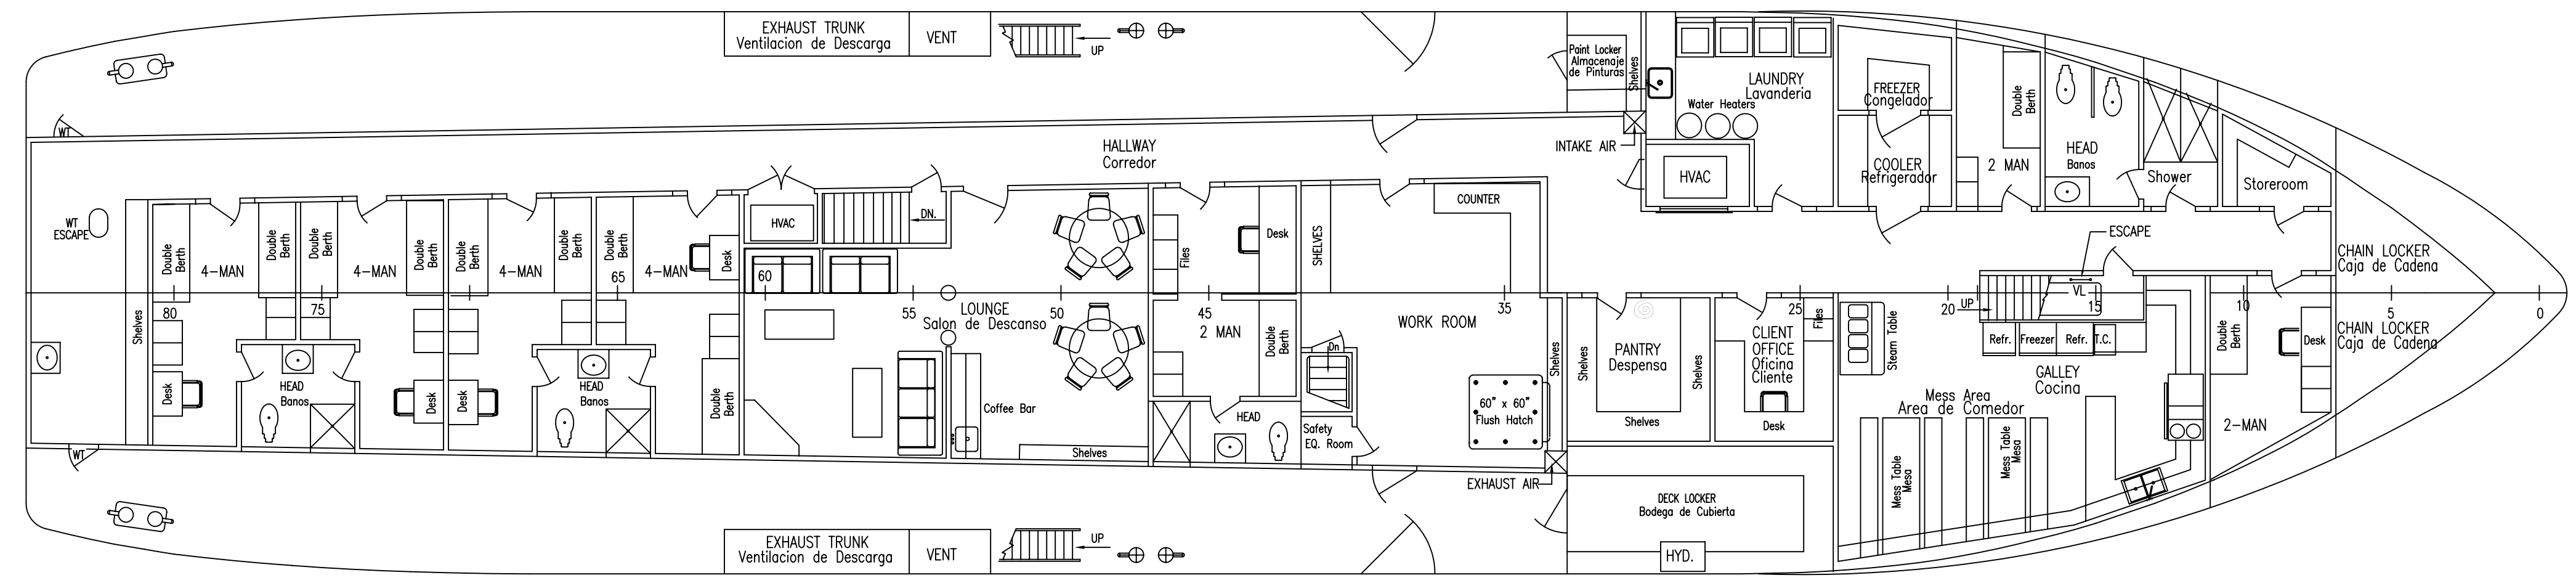 EXHAUST TRUNK
Ventilacion de Descarga
VENT
UP
Paint Locker
Almacenaje
de Pinturas
Shelves
LAUNDRY
Lavanderia
Water Heaters
FREEZER
Congelador
Double
Berth
WT
HALLWAY
Corredor
INTAKE AIR
HVAC
COOLER
Refrigerador
2 MAN
HEAD
Banos
Shower
Storeroom
WT
ESCAPE
Double
Berth
4-MAN
Double
Berth
Double
Berth
4-MAN
Double
Berth
Double
Berth
4-MAN
Double
Berth
Double
Berth
4-MAN
Desk
HVAC
DN.
Files
Desk
SHELVES
COUNTER
ESCAPE
CHAIN LOCKER
Caja de Cadena
80
75
65
60
55
50
45
35
25
20
15
10
5
0
UP
VL
Shelves
LOUNGE
Salon de Descanso
2 MAN
Double
Berth
WORK ROOM
Dn
Shelves
Shelves
PANTRY
Despensa
Shelves
Shelves
CLIENT
OFFICE
Oficina
Cliente
Files
Desk
Steam Table
Refr.
Freezer
Refr.
T.C.
GALLEY
Cocina
Mess Area
Area de Comedor
Double
Berth
Desk
CHAIN LOCKER
Caja de Cadena
2-MAN
Desk
HEAD
Banos
Desk
Desk
HEAD
Banos
Double
Berth
Coffee Bar
Shelves
HEAD
Safety
EQ. Room
60" x 60"
Flush Hatch
Mess Table
Mesa
Mess Table
Mesa
WT
EXHAUST AIR
DECK LOCKER
Bodega de Cubierta
HYD.
EXHAUST TRUNK
Ventilacion de Descarga
VENT
UP